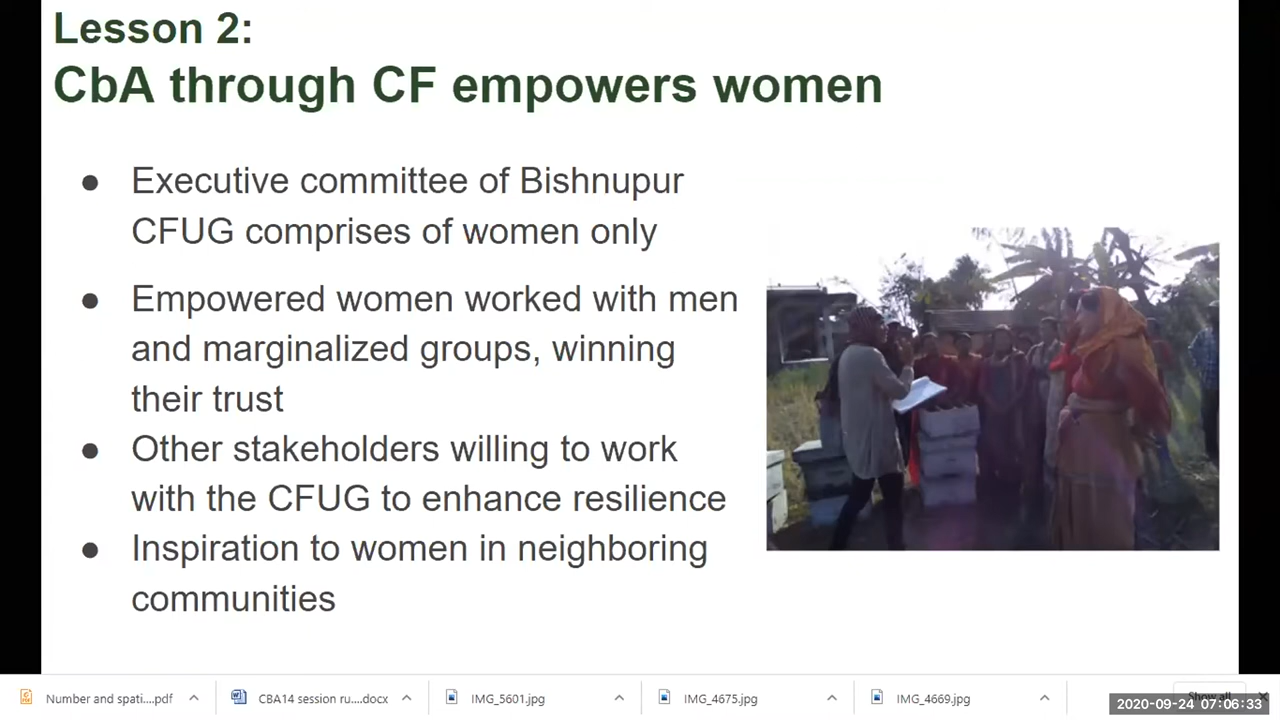 Lesson 2:
CbA through CF empowers women
● Executive committee of Bishnupur
CFUG comprises of women only
● Empowered women worked with men
and marginalized groups, winning
their trust
● Other stakeholders willing to work
with the CFUG to enhance resilience
● Inspiration to women in neighboring
communities
Number and spati....pdf
CBA14 session ru....docx
IMG_5601.jpg
IMG_4675.jpg
IMG_4669.jpg
Show all
2020-09-24 07:06:33